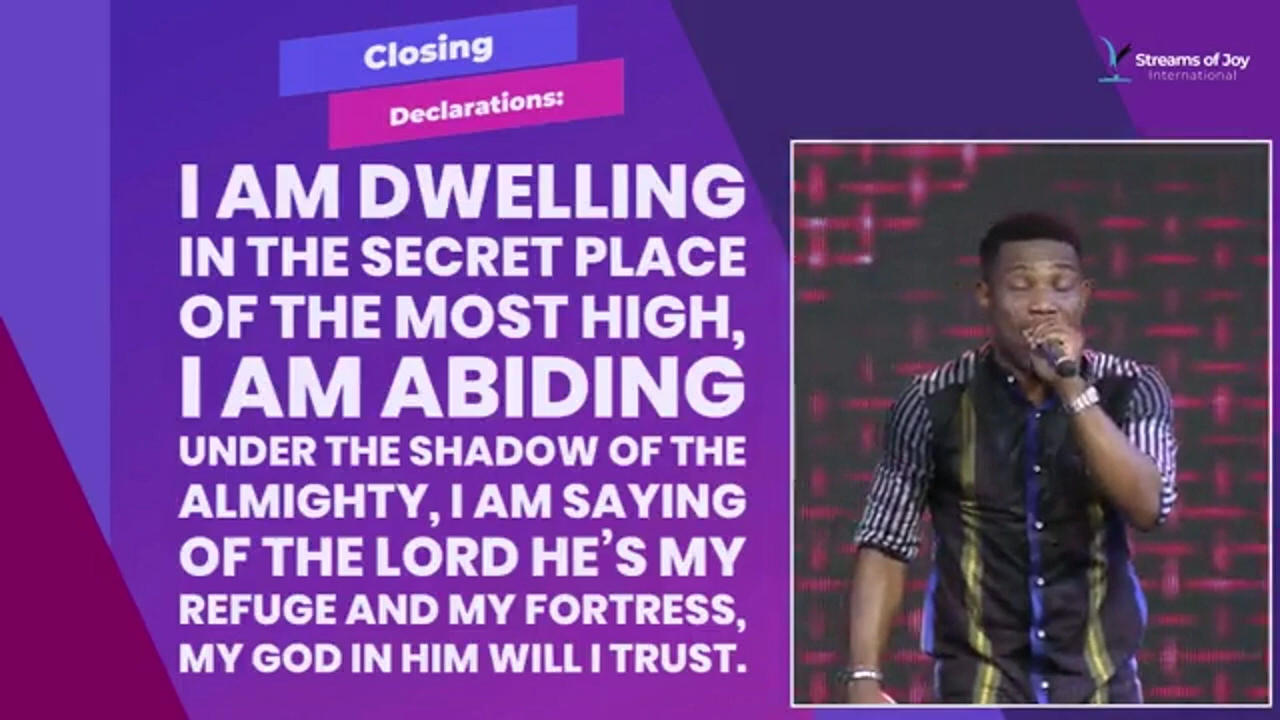 Closing
Declarations:
Streams of Joy
International
I AM DWELLING
IN THE SECRET PLACE
OF THE MOST HIGH,
I AM ABIDING
UNDER THE SHADOW OF THE
ALMIGHTY, I AM SAYING
OF THE LORD HE’S MY
REFUGE AND MY FORTRESS,
MY GOD IN HIM WILL I TRUST.